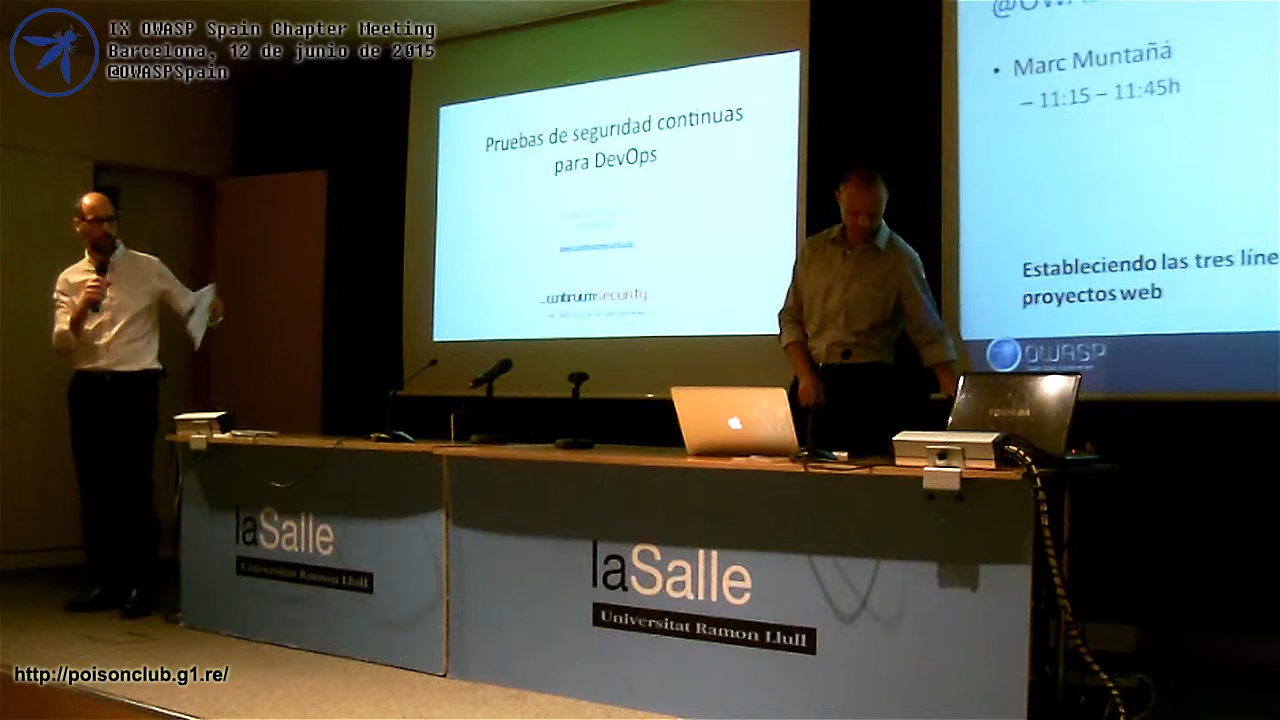 IX OWASP Spain Chapter Meeting
Barcelona, 12 de junio de 2015
@OWASPSpain
Pruebas de seguridad continuas
para DevOps
continuumsecurity
• Marc Muntañá
– 11:15 – 11:45h
Estableciendo las tres líne
proyectos web
OWASP
TOSHIBA
laSalle
Universitat Ramon Llull
laSalle
Universitat Ramon Llull
http://poisonclub.g1.re/